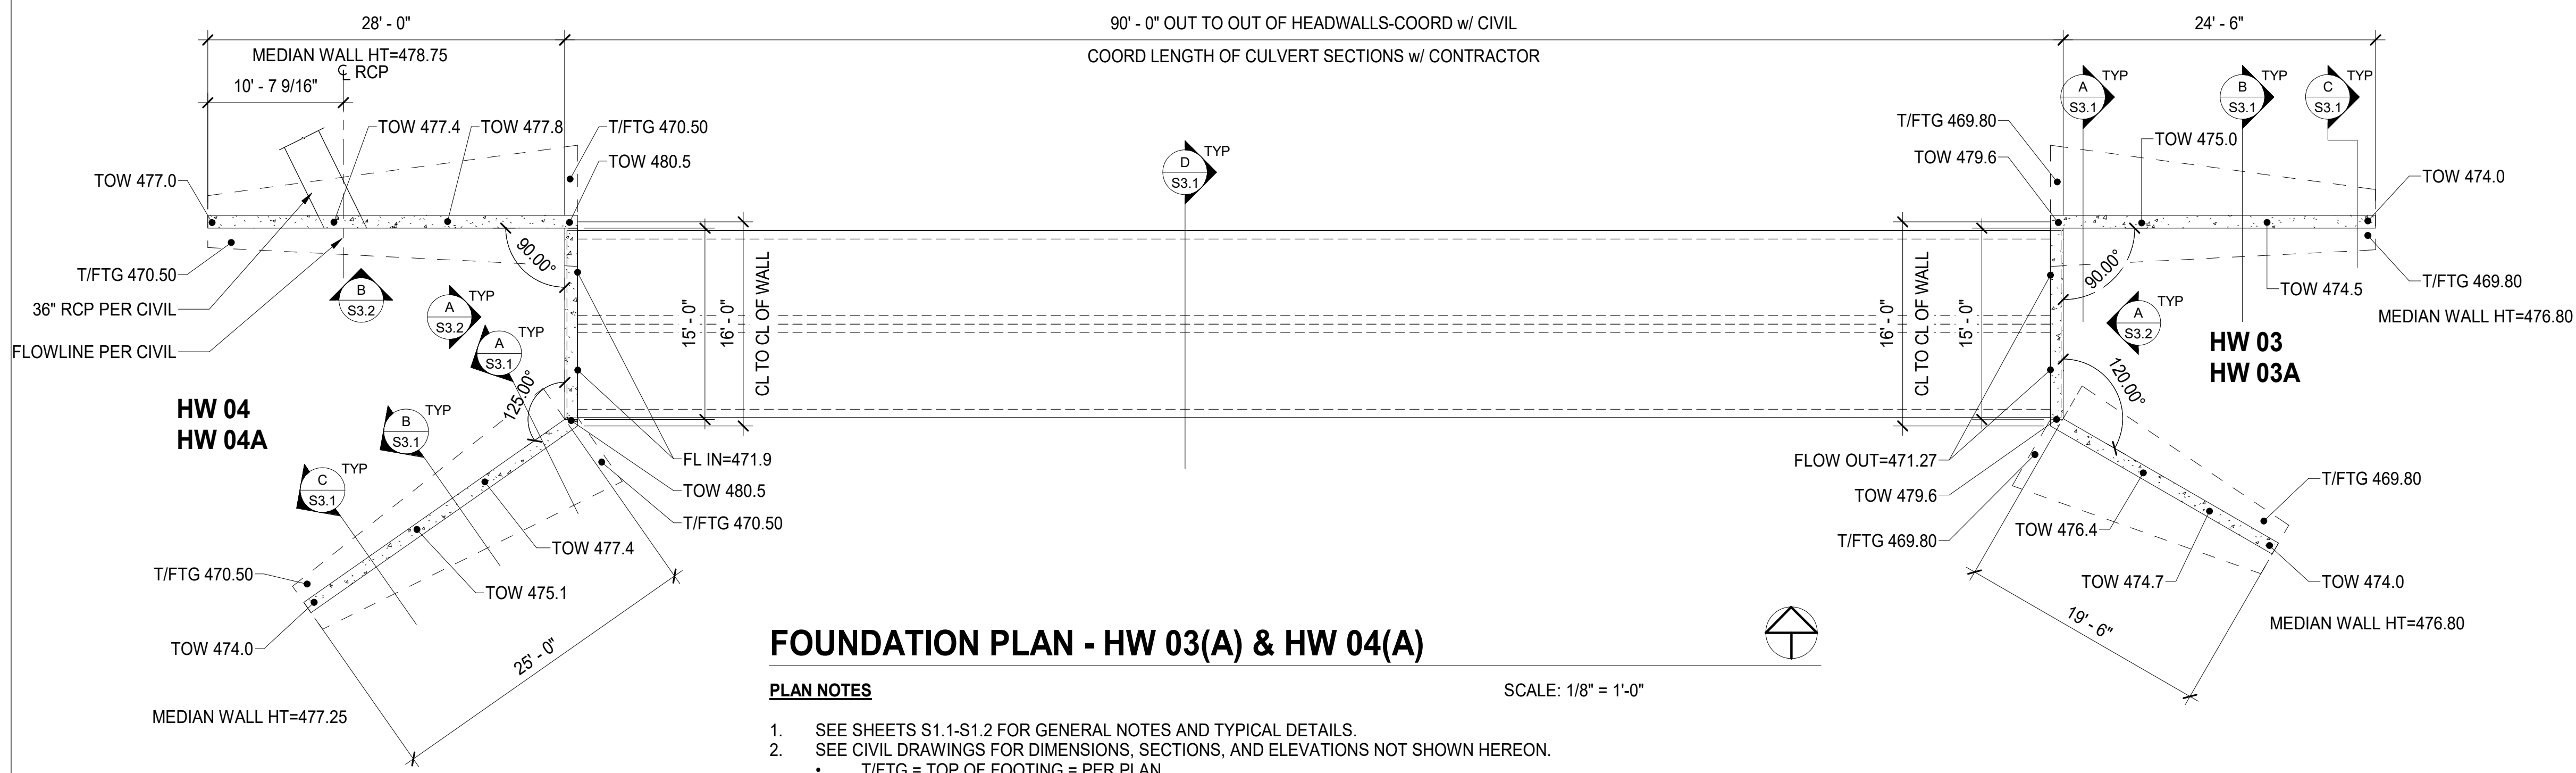 28' - 0"
90' - 0" OUT TO OUT OF HEADWALLS-COORD w/ CIVIL
24' - 6"
MEDIAN WALL HT=478.75
COORD LENGTH OF CULVERT SECTIONS w/ CONTRACTOR
℄ RCP
10' - 7 9/16"
TOW 477.4
TOW 477.8
T/FTG 470.50
TOW 480.5
TOW 477.0
T/FTG 470.50
36" RCP PER CIVIL
FLOWLINE PER CIVIL
90.00°
B
S3.2
A
S3.2
TYP
A
S3.1
TYP
B
S3.1
TYP
C
S3.1
TYP
125.00°
HW 04
HW 04A
15' - 0"
16' - 0"
CL TO CL OF WALL
FL IN=471.9
TOW 480.5
T/FTG 470.50
TOW 477.4
TOW 475.1
T/FTG 470.50
TOW 474.0
25' - 0"
MEDIAN WALL HT=477.25
D
S3.1
TYP
A
S3.1
TYP
B
S3.1
TYP
C
S3.1
TYP
T/FTG 469.80
TOW 479.6
TOW 475.0
TOW 474.0
T/FTG 469.80
TOW 474.5
MEDIAN WALL HT=476.80
90.00°
A
S3.2
TYP
HW 03
HW 03A
16' - 0"
CL TO CL OF WALL
15' - 0"
120.00°
FLOW OUT=471.27
TOW 479.6
T/FTG 469.80
TOW 476.4
TOW 474.7
T/FTG 469.80
TOW 474.0
MEDIAN WALL HT=476.80
19' - 6"
FOUNDATION PLAN - HW 03(A) & HW 04(A)
PLAN NOTES
SCALE: 1/8" = 1'-0"
1. SEE SHEETS S1.1-S1.2 FOR GENERAL NOTES AND TYPICAL DETAILS.
2. SEE CIVIL DRAWINGS FOR DIMENSIONS, SECTIONS, AND ELEVATIONS NOT SHOWN HEREON.
• T/FTG = TOP OF FOOTING = PER PLAN